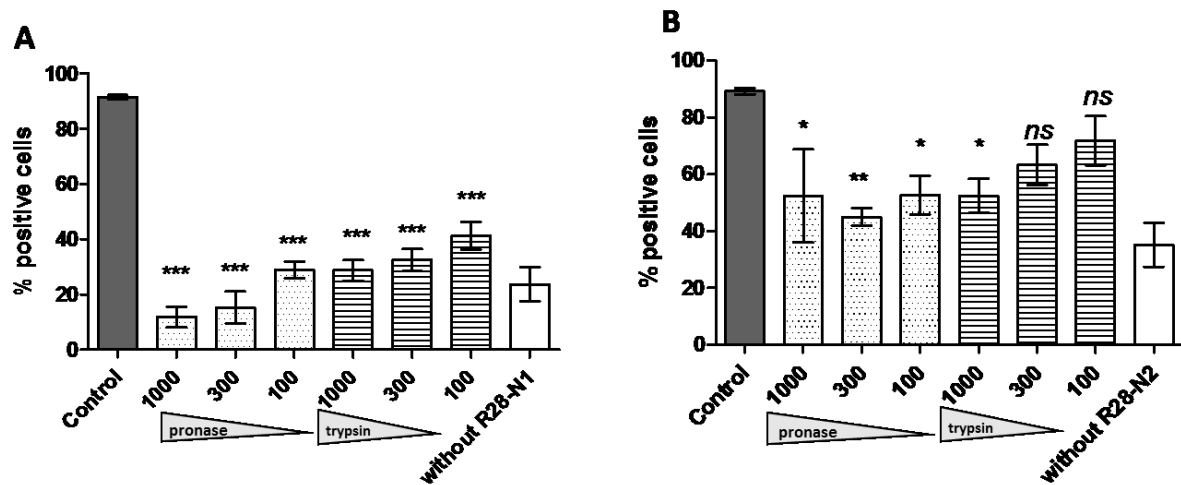 A
% positive cells
100
80
60
40
20
0
***
***
***
***
***
***
Control
1000
300
100
1000
300
100
without R28-N1
pronase
trypsin
B
% positive cells
100
80
60
40
20
0
*
**
*
*
ns
ns
Control
1000
300
100
1000
300
100
without R28-N2
pronase
trypsin